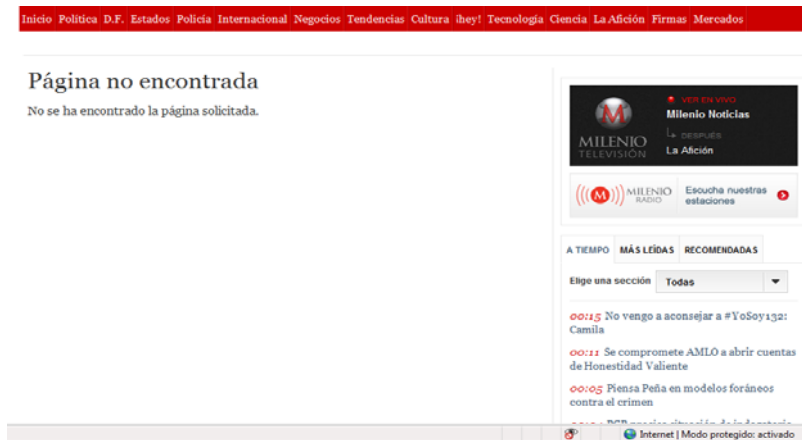 Inicio Política D.F. Estados Policía Internacional Negocios Tendencias Cultura ¡hey! Tecnología Ciencia La Afición Firmas Mercados
Página no encontrada
No se ha encontrado la página solicitada.
VER EN VIVO
Milenio Noticias
DESPUÉS
La Afición
M
MILENIO
TELEVISIÓN
M
MILENIO
RADIO
Escucha nuestras
estaciones
A TIEMPO MÁS LEÍDAS RECOMENDADAS
Elige una sección Todas
00:15 No vengo a aconsejar a #YoSoy132:
Camila
00:11 Se compromete AMLO a abrir cuentas
de Honestidad Valiente
00:05 Piensa Peña en modelos foráneos
contra el crimen
Internet | Modo protegido: activado